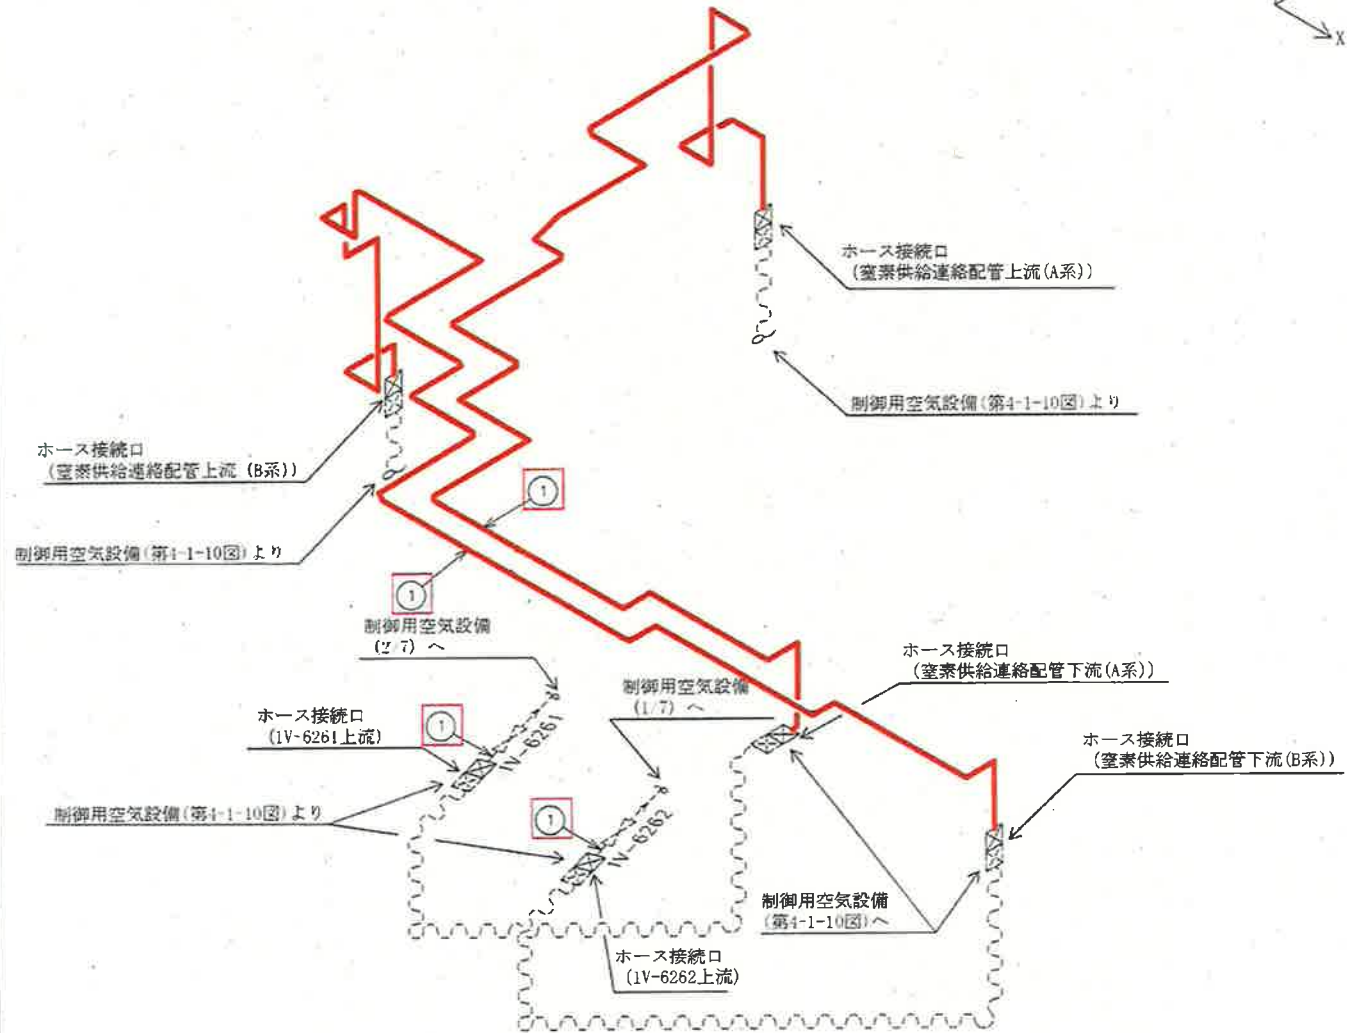 X
ホース接続口
(窒素供給連絡配管上流(A系))
制御用空気設備(第4-1-10図)より
ホース接続口
(窒素供給連絡配管上流 (B系))
制御用空気設備(第4-1-10図)より
1
1
制御用空気設備
(2/7) へ
ホース接続口
(窒素供給連絡配管下流(A系))
制御用空気設備
(1/7) へ
ホース接続口
(1V-6261上流)
1
1V-6261
ホース接続口
(窒素供給連絡配管下流(B系))
制御用空気設備(第4-1-10図)より
1
1V-6262
制御用空気設備
(第4-1-10図)へ
ホース接続口
(1V-6262上流)